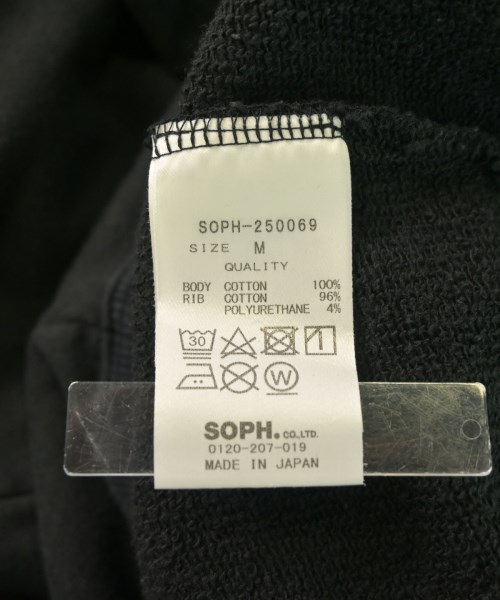 SOPH-250069
SIZE M
QUALITY
BODY COTTON 100%
RIB COTTON 96%
POLYURETHANE 4%
30
W
SOPH. CO.,LTD.
0120-207-019
MADE IN JAPAN